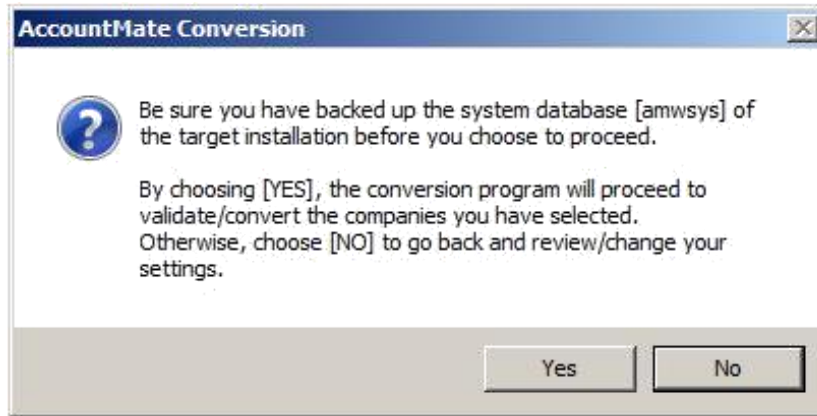 AccountMate Conversion
Be sure you have backed up the system database [amwsys] of
the target installation before you choose to proceed.
By choosing [YES], the conversion program will proceed to
validate/convert the companies you have selected.
Otherwise, choose [NO] to go back and review/change your
settings.
Yes
No